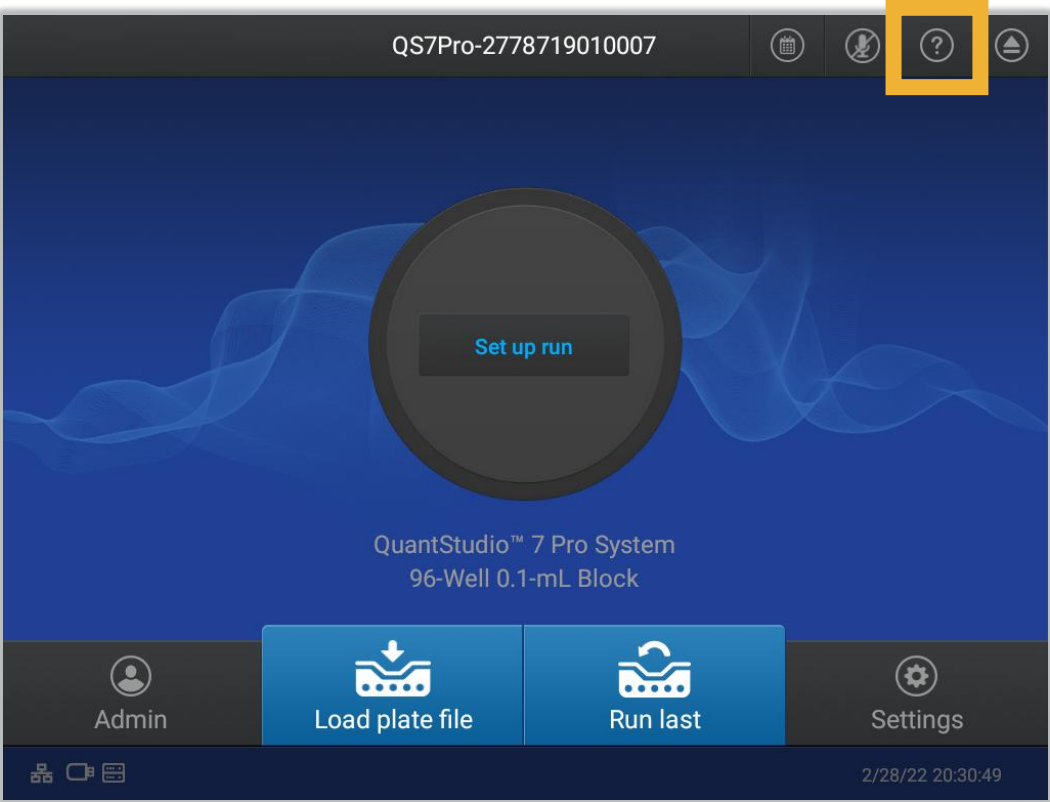 QS7Pro-2778719010007
?
Set up run
QuantStudio™ 7 Pro System
96-Well 0.1-mL Block
Admin
Load plate file
Run last
Settings
2/28/22 20:30:49